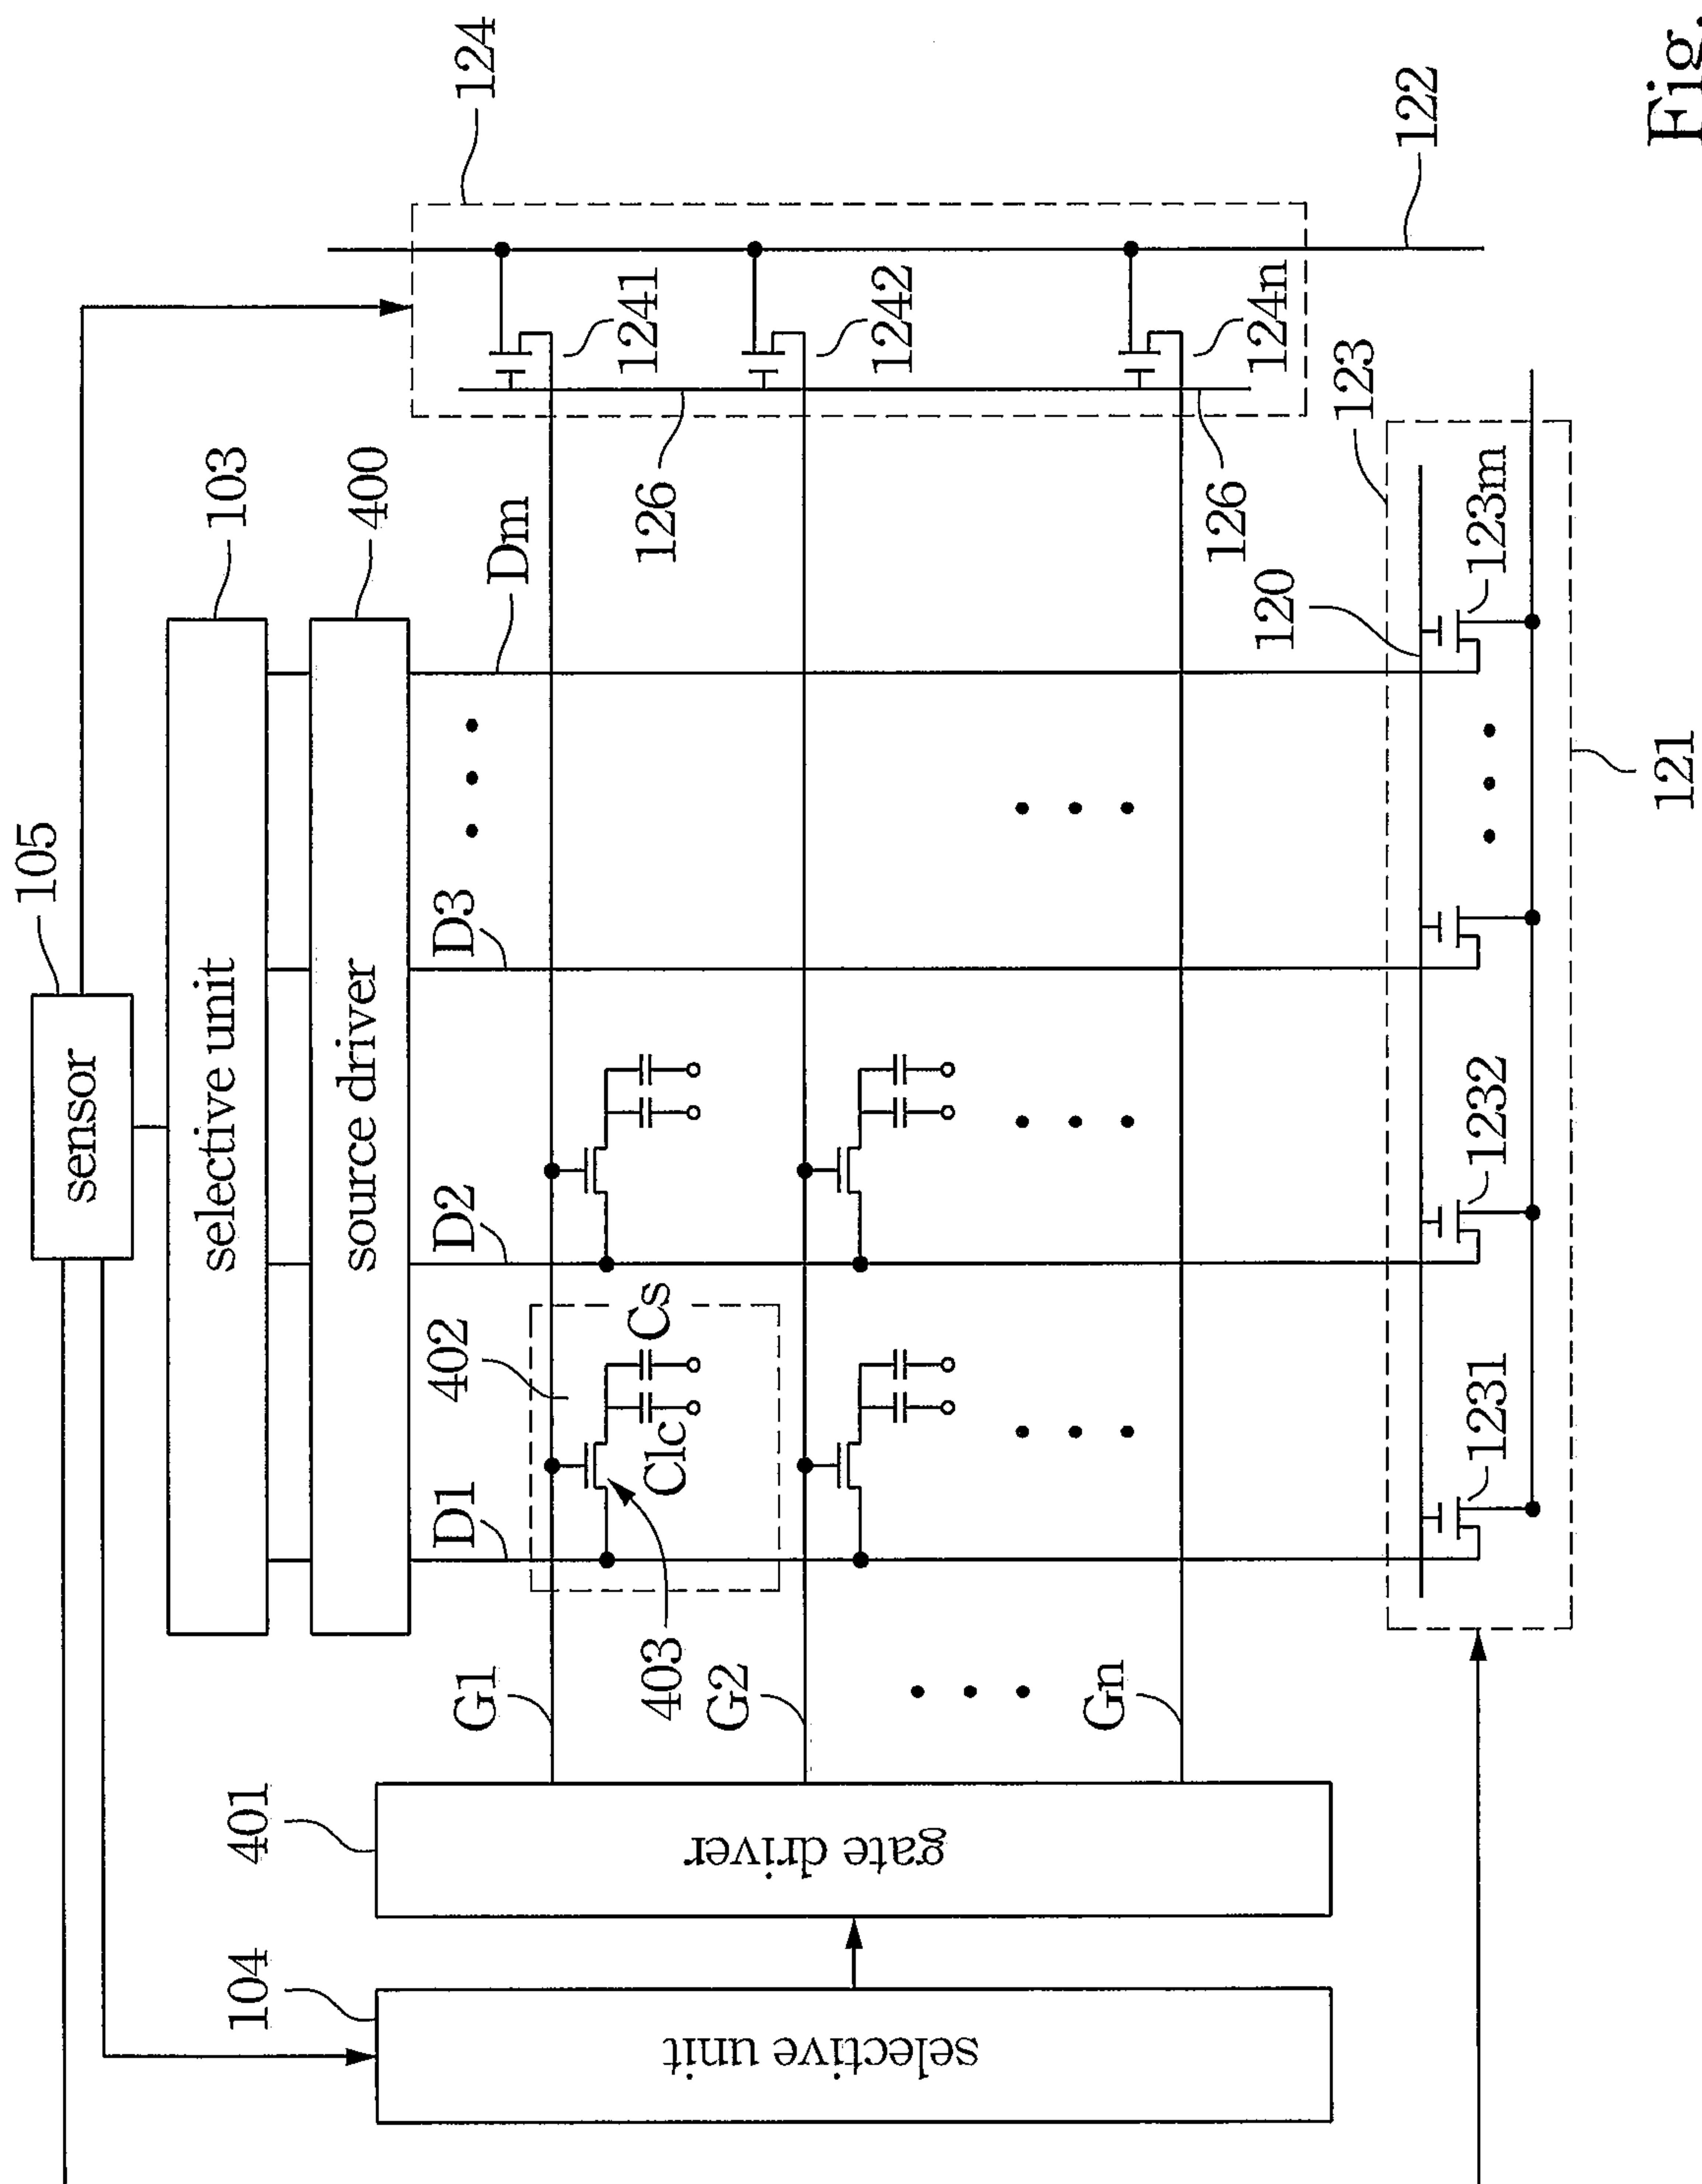 105
sensor
103
selective unit
400
source driver
124
104
selective unit
401
gate driver
D1
D2
D3
Dm
G1
402
Cs
Clc
403
G2
Gn
1241
1242
124n
126
126
122
123
120
1231
1232
123m
121
Fig.